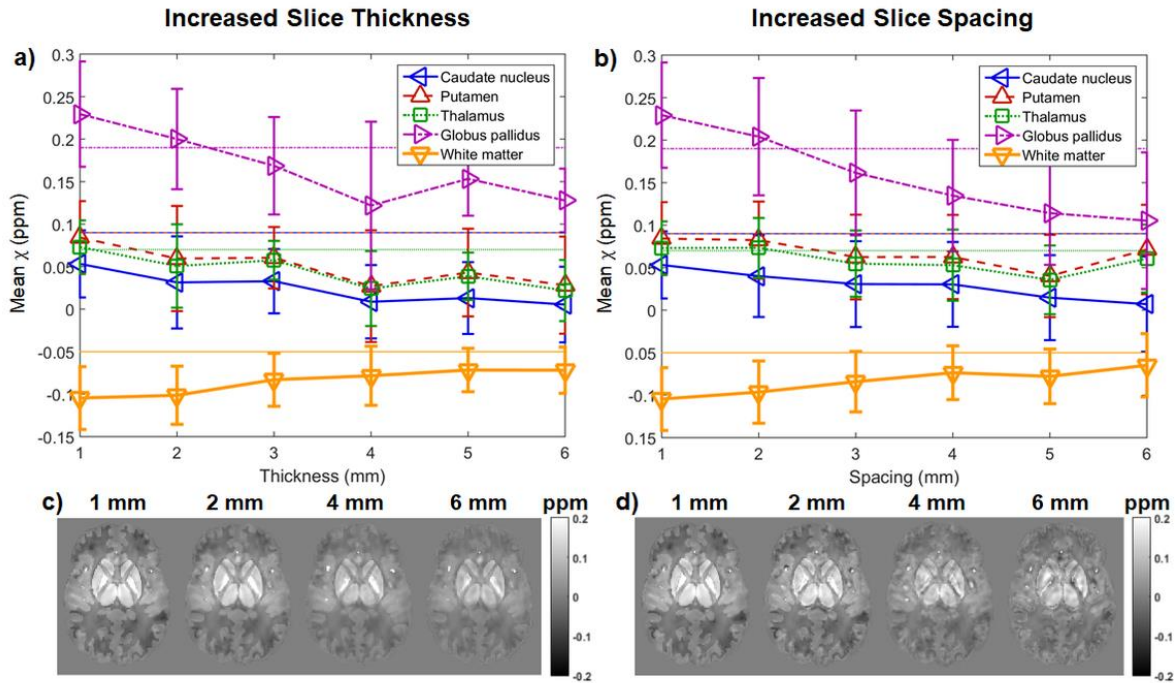 Increased Slice Thickness
Increased Slice Spacing
a)
0.3
0.25
0.2
0.15
0.1
0.05
0
-0.05
-0.1
-0.15
Mean χ (ppm)
Caudate nucleus
Putamen
Thalamus
Globus pallidus
White matter
1 2 3 4 5 6
Thickness (mm)
b)
0.3
0.25
0.2
0.15
0.1
0.05
0
0.05
-0.1
0.15
Mean χ (ppm)
Caudate nucleus
Putamen
Thalamus
Globus pallidus
White matter
1 2 3 4 5 6
Spacing (mm)
c) 1 mm 2 mm 4 mm 6 mm ppm
0.2
0.1
0
-0.1
-0.2
d) 1 mm 2 mm 4 mm 6 mm ppm
0.2
0.1
0
-0.1
-0.2